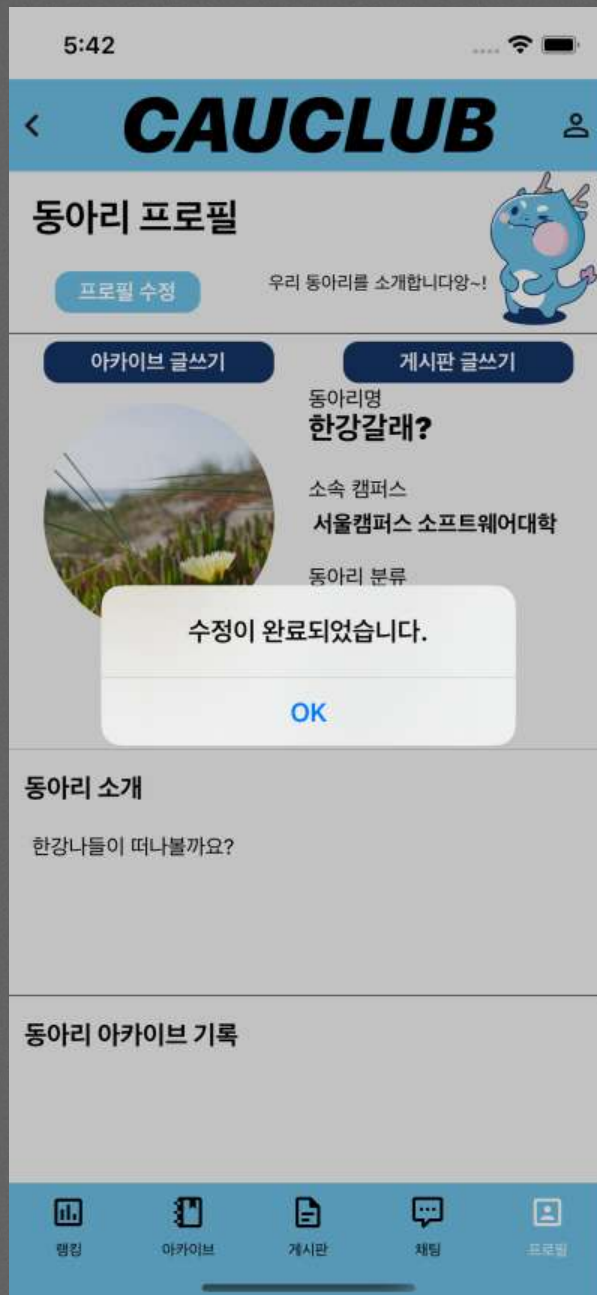 5:42
CAUCLUB
동아리 프로필
프로필 수정
우리 동아리를 소개합니다앙~!
아카이브 글쓰기
게시판 글쓰기
동아리명
한강갈래?
소속 캠퍼스
서울캠퍼스 소프트웨어대학
동아리 분류
수정이 완료되었습니다.
OK
동아리 소개
한강나들이 떠나볼까요?
동아리 아카이브 기록
랭킹
아카이브
게시판
채팅
프로필